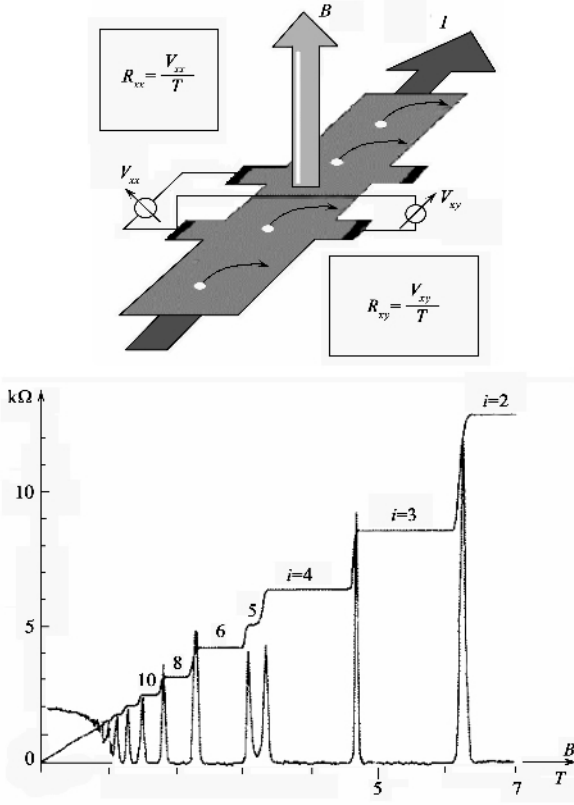 B
I
R_xx = V_xx / T
V_xx
V_xy
R_xy = V_xy / T
kΩ
10
5
0
10
8
6
5
i=4
i=3
i=2
5
7
B
T